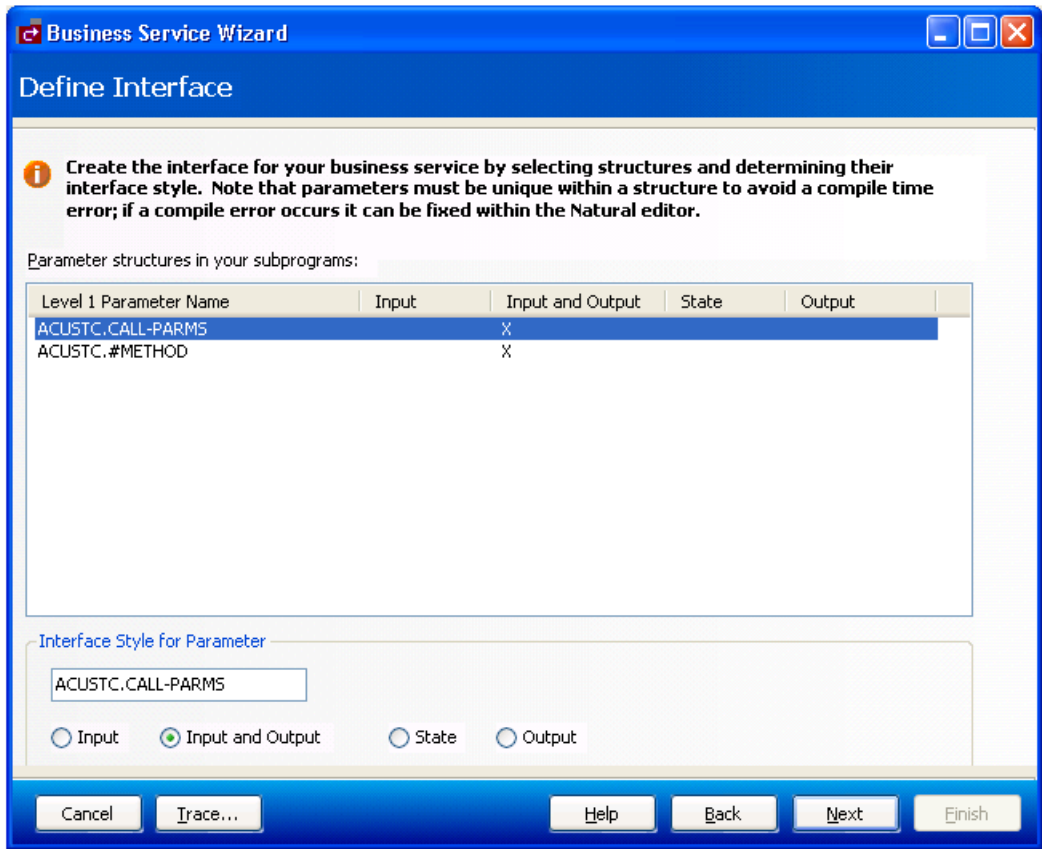 Business Service Wizard
Define Interface
Create the interface for your business service by selecting structures and determining their
interface style. Note that parameters must be unique within a structure to avoid a compile time
error; if a compile error occurs it can be fixed within the Natural editor.
Parameter structures in your subprograms:
Level 1 Parameter Name Input Input and Output State Output
ACUSTC.CALL-PARMS X
ACUSTC.#METHOD X
Interface Style for Parameter
ACUSTC.CALL-PARMS
Input Input and Output State Output
Cancel Trace... Help Back Next Finish